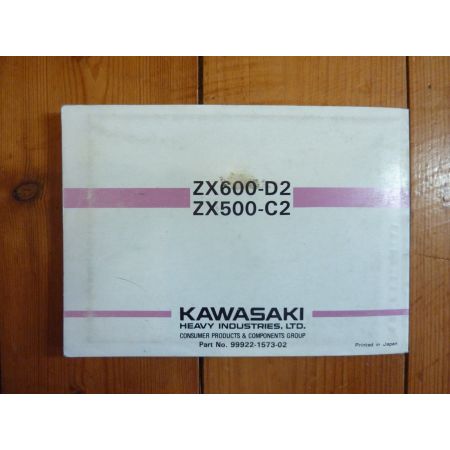 ZX600-D2
ZX500-C2
KAWASAKI
HEAVY INDUSTRIES, LTD.
CONSUMER PRODUCTS & COMPONENTS GROUP
Part No. 99922-1573-02
Printed in Japan